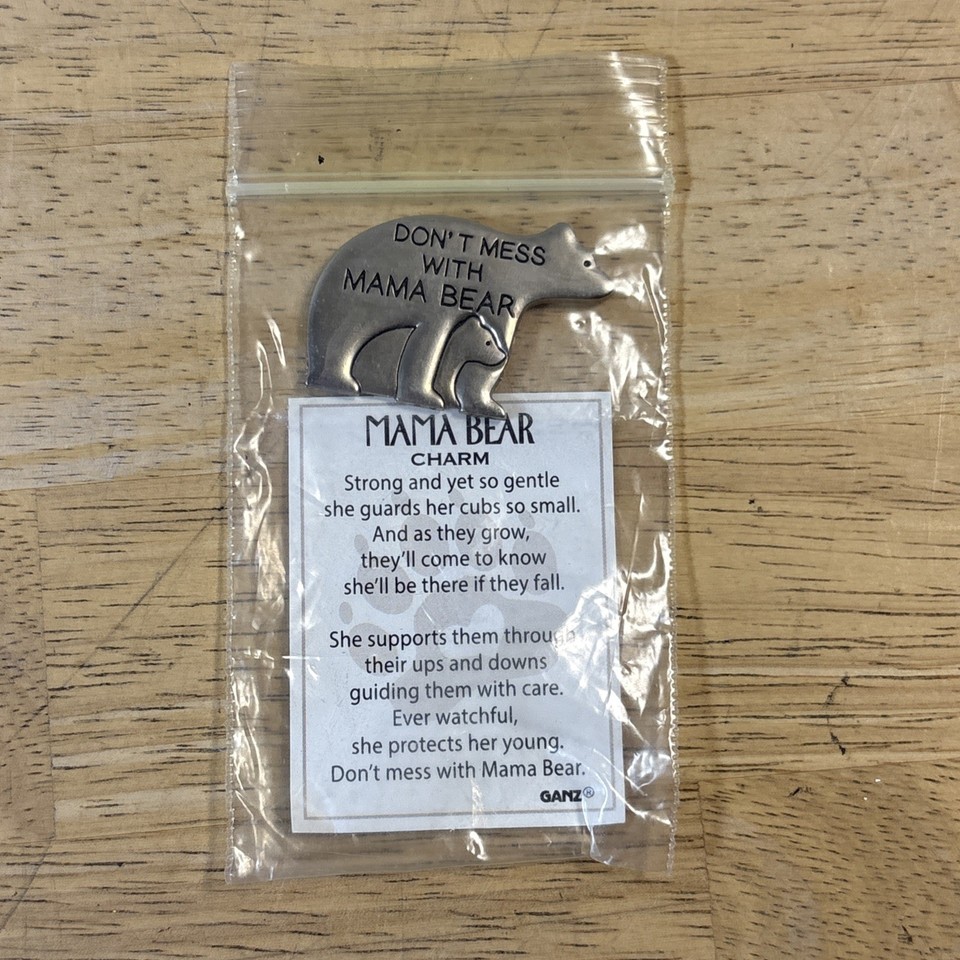 DON'T MESS
WITH
MAMA BEAR
MAMA BEAR
CHARM
Strong and yet so gentle
she guards her cubs so small.
And as they grow,
they'll come to know
she'll be there if they fall.
She supports them through
their ups and downs
guiding them with care.
Ever watchful,
she protects her young.
Don't mess with Mama Bear.
GANZ®